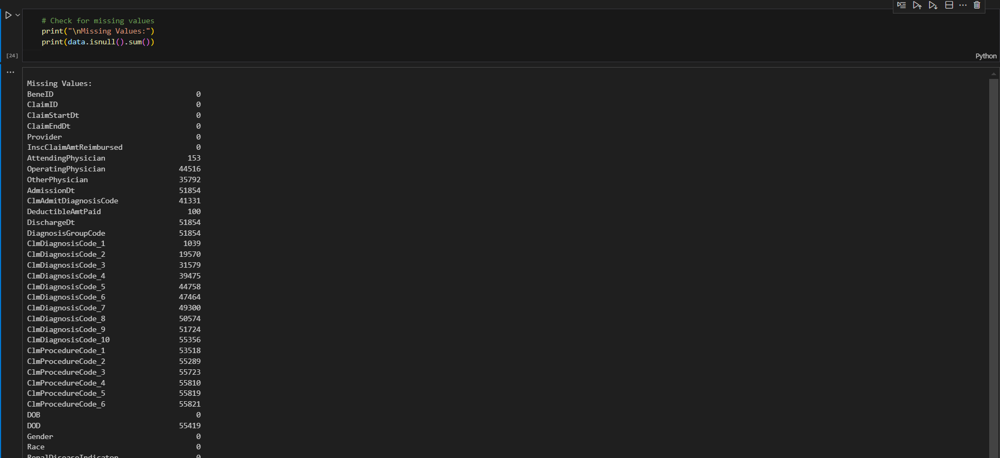 # Check for missing values
print("\nMissing Values:")
print(data.isnull().sum())
[24]
Python
Missing Values:
BeneID 0
ClaimID 0
ClaimStartDt 0
ClaimEndDt 0
Provider 0
InscClaimAmtReimbursed 0
AttendingPhysician 153
OperatingPhysician 44516
OtherPhysician 35792
AdmissionDt 51854
ClmAdmitDiagnosisCode 41331
DeductibleAmtPaid 100
DischargeDt 51854
DiagnosisGroupCode 51854
ClmDiagnosisCode_1 1039
ClmDiagnosisCode_2 19570
ClmDiagnosisCode_3 31579
ClmDiagnosisCode_4 39475
ClmDiagnosisCode_5 44758
ClmDiagnosisCode_6 47464
ClmDiagnosisCode_7 49300
ClmDiagnosisCode_8 50574
ClmDiagnosisCode_9 51724
ClmDiagnosisCode_10 55356
ClmProcedureCode_1 53518
ClmProcedureCode_2 55289
ClmProcedureCode_3 55723
ClmProcedureCode_4 55810
ClmProcedureCode_5 55819
ClmProcedureCode_6 55821
DOB 0
DOD 55419
Gender 0
Race 0
RenalDiseaseIndicator 0